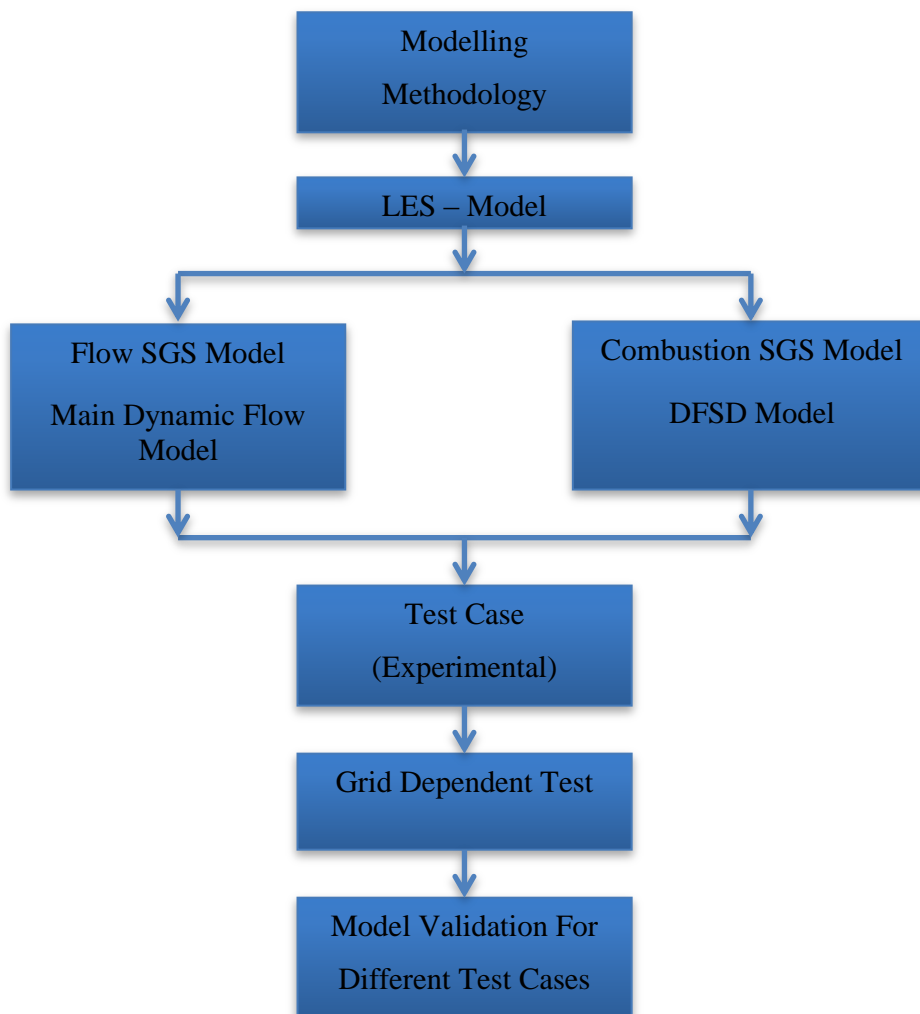 Modelling
Methodology
LES – Model
Flow SGS Model
Main Dynamic Flow
Model
Combustion SGS Model
DFSD Model
Test Case
(Experimental)
Grid Dependent Test
Model Validation For
Different Test Cases